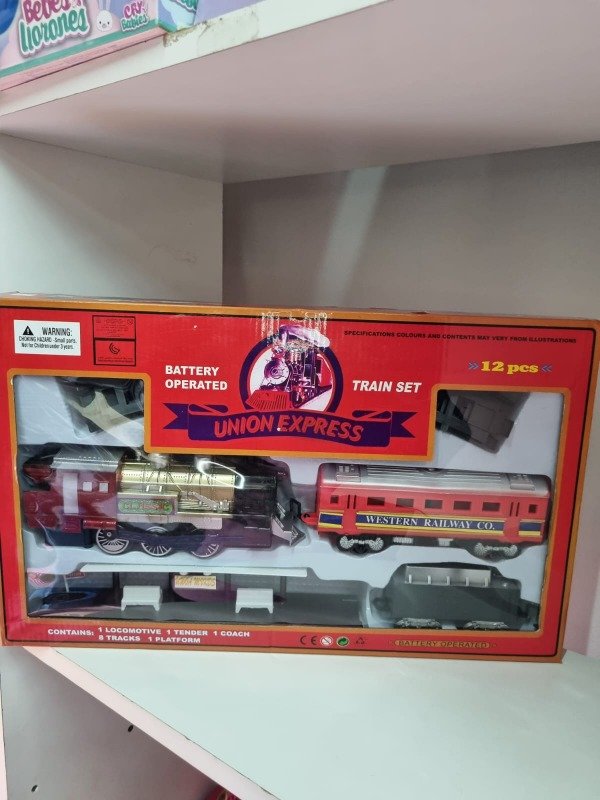 Bebés
llorones
CRY
Babies
WARNING:
CHOKING HAZARD - Small parts.
Not for Children under 3 years.
SPECIFICATIONS COLOURS AND CONTENTS MAY VERY FROM ILLUSTRATIONS
BATTERY
OPERATED
TRAIN SET
»12 pcs«
UNION EXPRESS
WESTERN RAILWAY CO.
CONTAINS: 1 LOCOMOTIVE 1 TENDER 1 COACH
8 TRACKS 1 PLATFORM
CE
BATTERY OPERATED